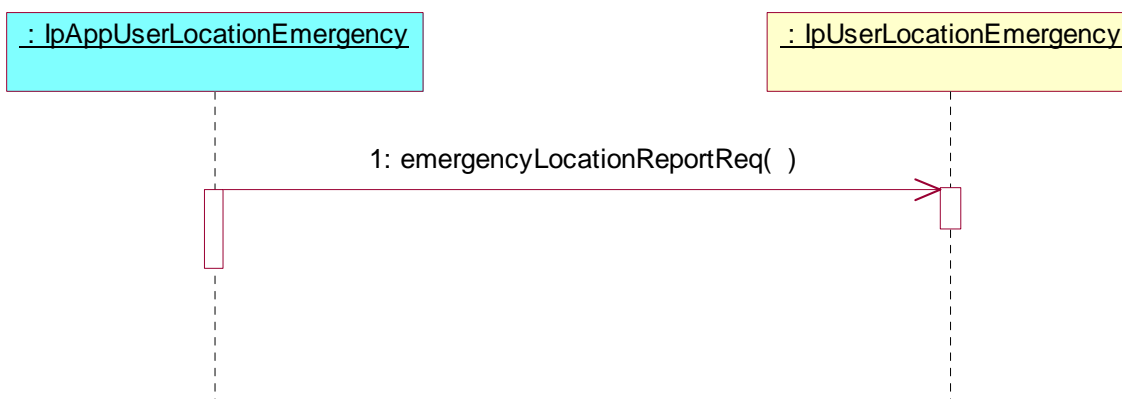 : IpAppUserLocationEmergency
: IpUserLocationEmergency
1: emergencyLocationReportReq( )